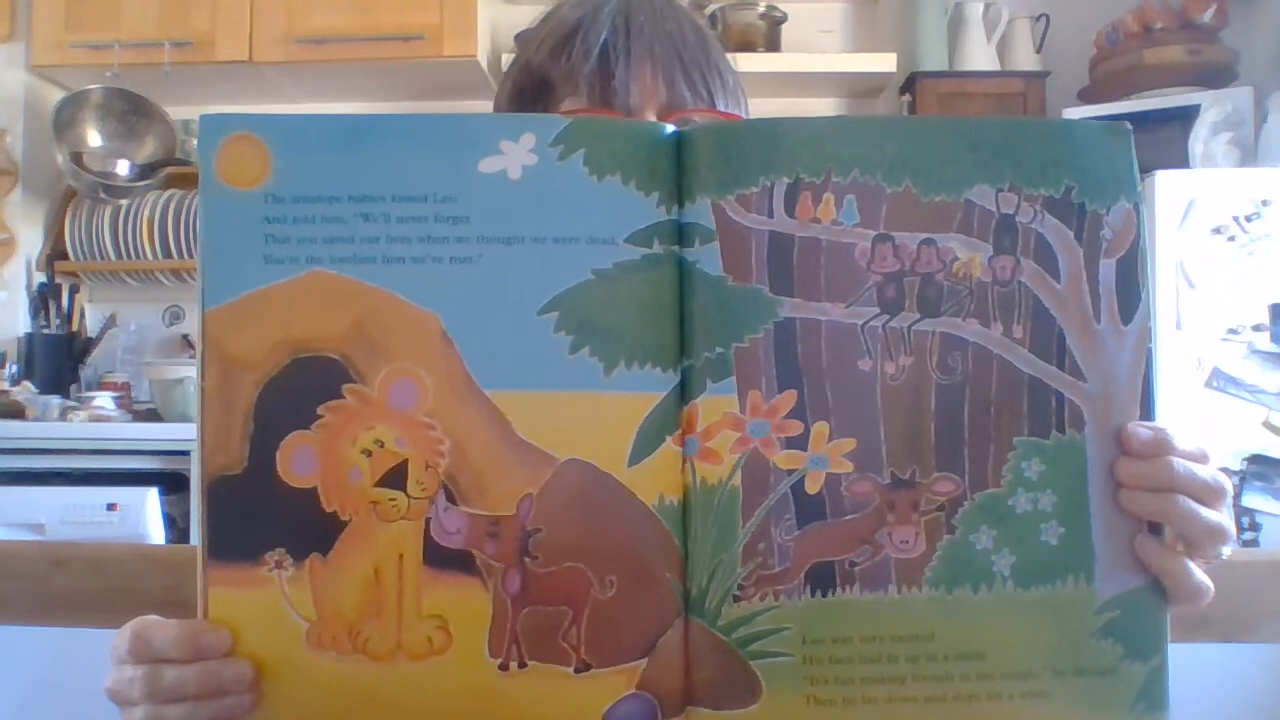 The antelope babies kissed Leo
And told him, "We'll never forget
That you saved our lives when we thought we were dead,
You're the loveliest lion we've met."
Leo was very excited
His face had lit up in a smile
"It's fun making friends in the jungle," he
Then he lay down and slept for a while.